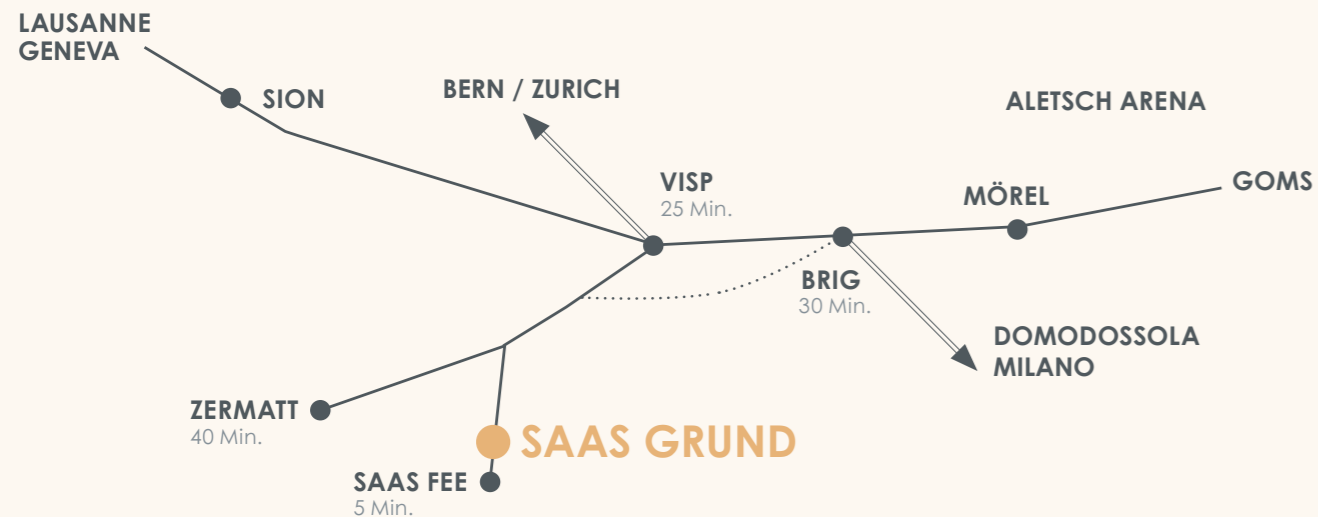 LAUSANNE
GENEVA
SION
BERN / ZURICH
ALETSCH ARENA
VISP
25 Min.
MÖREL
GOMS
BRIG
30 Min.
DOMODOSSOLA
MILANO
ZERMATT
40 Min.
SAAS GRUND
SAAS FEE
5 Min.